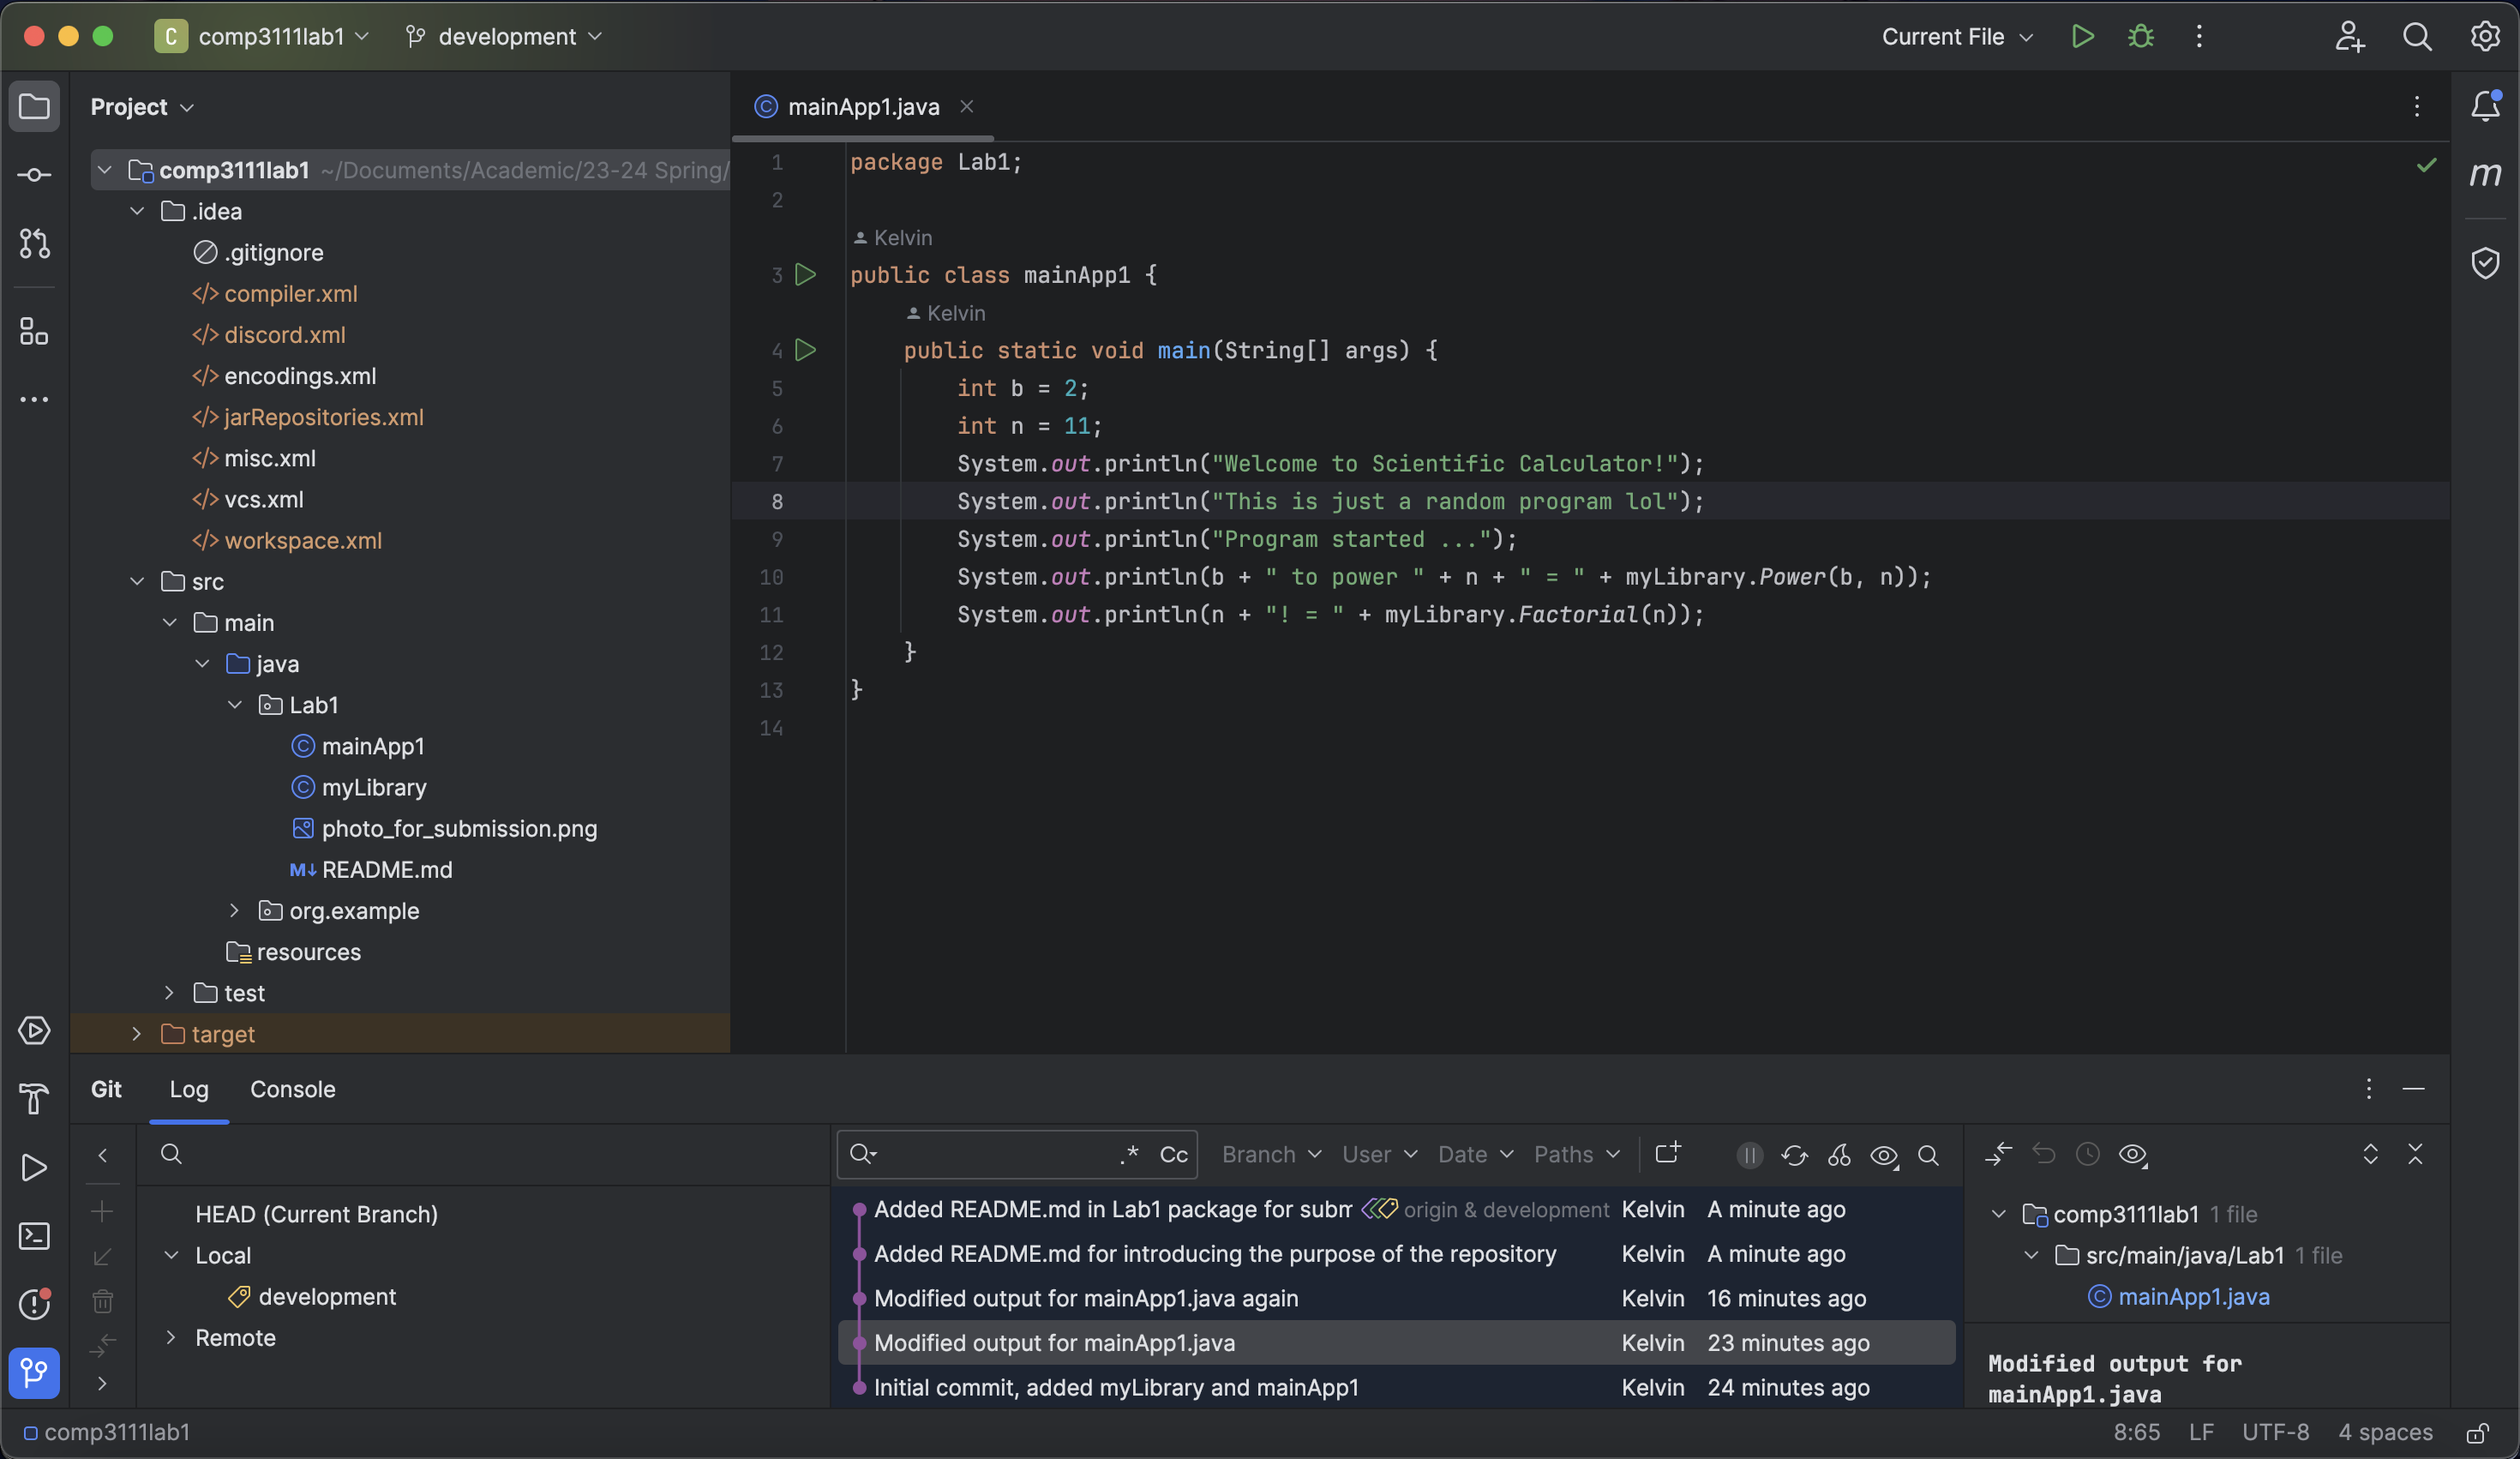 C comp3111lab1 development Current File
Project
mainApp1.java
comp3111lab1 ~/Documents/Academic/23-24 Spring/
.idea
.gitignore
compiler.xml
discord.xml
encodings.xml
jarRepositories.xml
misc.xml
vcs.xml
workspace.xml
src
main
java
Lab1
mainApp1
myLibrary
photo_for_submission.png
README.md
org.example
resources
test
target
1 package Lab1;
2
Kelvin
3 public class mainApp1 {
Kelvin
4 public static void main(String[] args) {
5 int b = 2;
6 int n = 11;
7 System.out.println("Welcome to Scientific Calculator!");
8 System.out.println("This is just a random program lol");
9 System.out.println("Program started ...");
10 System.out.println(b + " to power " + n + " = " + myLibrary.Power(b, n));
11 System.out.println(n + "! = " + myLibrary.Factorial(n));
12 }
13 }
14
m
Git Log Console
HEAD (Current Branch)
Local
development
Remote
.* Cc Branch User Date Paths
Added README.md in Lab1 package for subm origin & development Kelvin A minute ago
Added README.md for introducing the purpose of the repository Kelvin A minute ago
Modified output for mainApp1.java again Kelvin 16 minutes ago
Modified output for mainApp1.java Kelvin 23 minutes ago
Initial commit, added myLibrary and mainApp1 Kelvin 24 minutes ago
comp3111lab1 1 file
src/main/java/Lab1 1 file
mainApp1.java
Modified output for
mainApp1.java
comp3111lab1 8:65 LF UTF-8 4 spaces